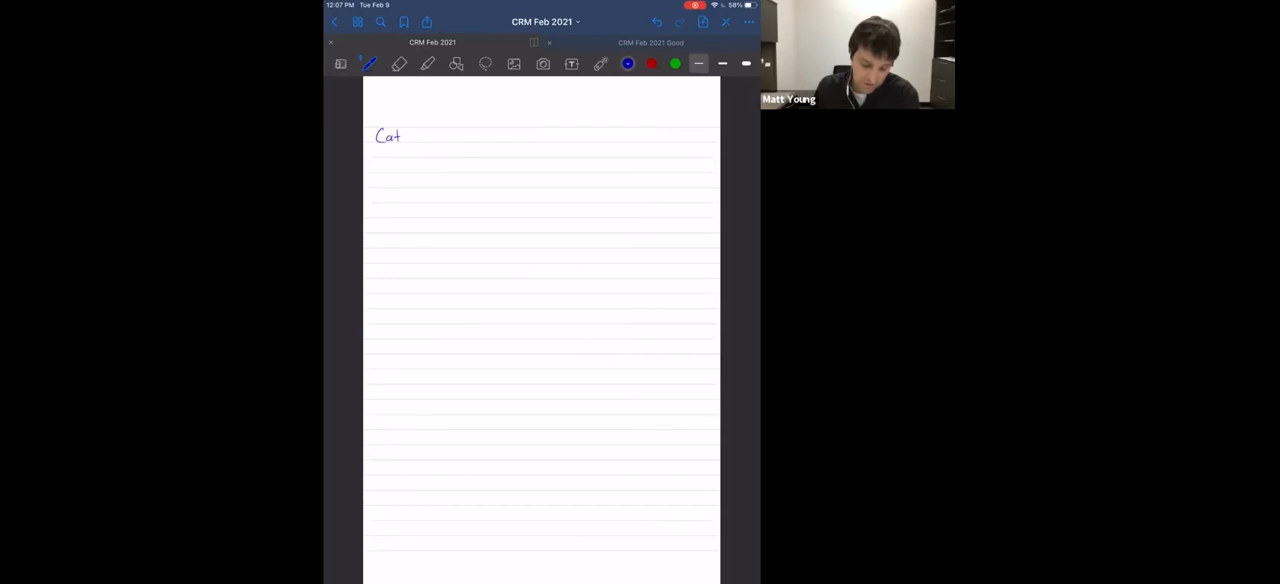 12:07 PM Tue Feb 9
58%
CRM Feb 2021
CRM Feb 2021
CRM Feb 2021 Good
T
Matt Young
Cat